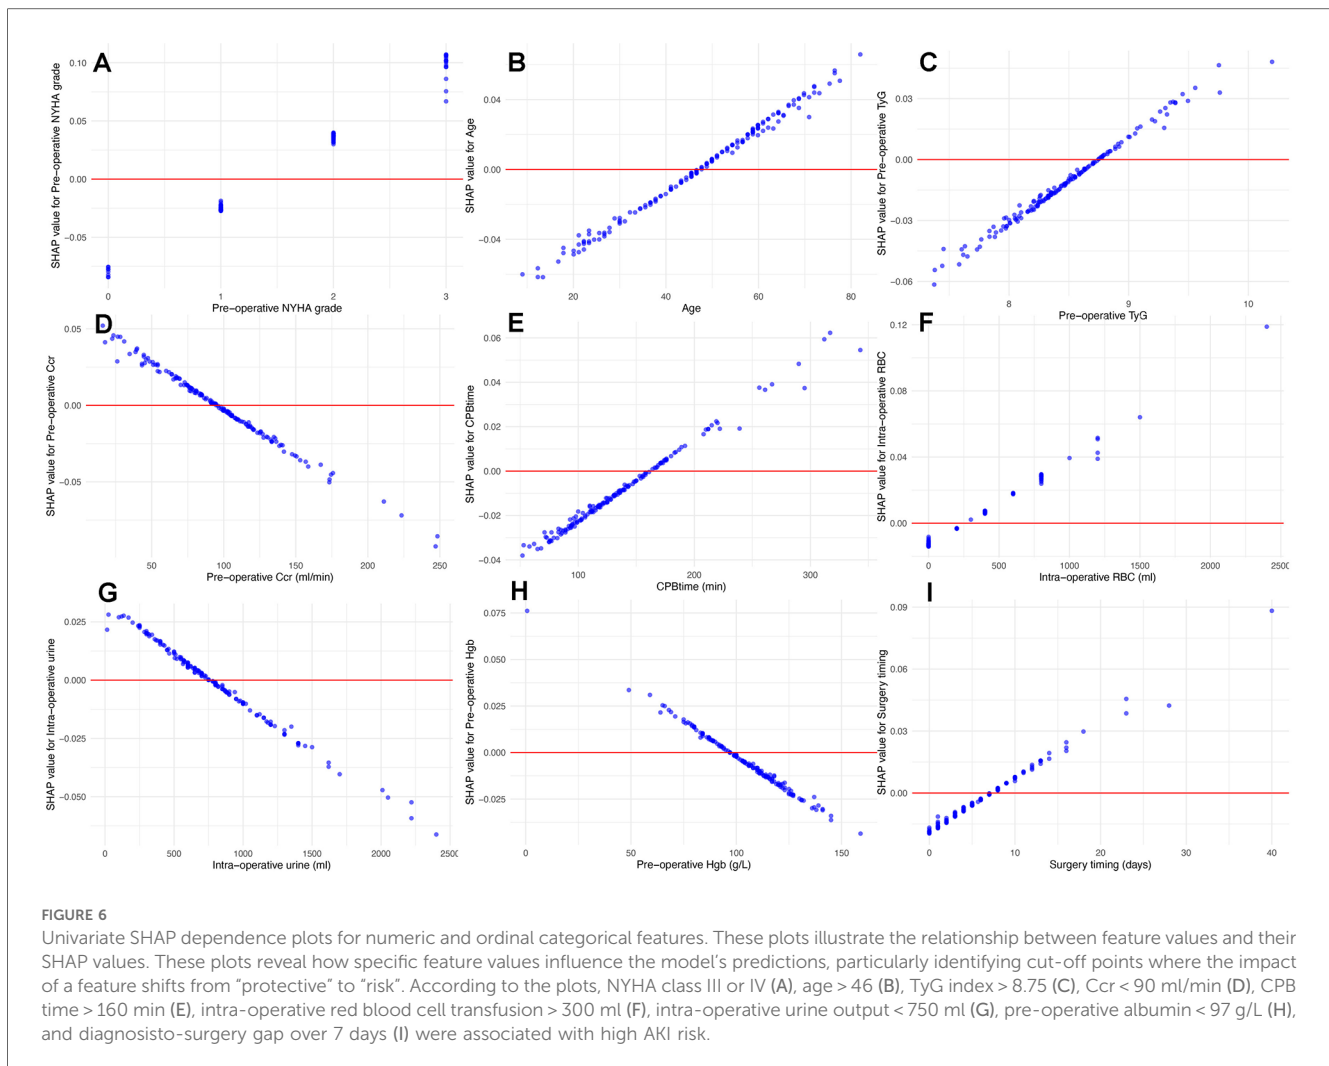 A
SHAP value for Pre-operative NYHA grade
0.10
0.05
0.00
-0.05
0
1
2
3
Pre-operative NYHA grade
B
SHAP value for Age
0.04
0.00
-0.04
20
40
60
80
Age
C
SHAP value for Pre-operative TyG
0.03
0.00
-0.03
-0.06
8
9
10
Pre-operative TyG
D
SHAP value for Pre-operative Ccr
0.05
0.00
-0.05
50
100
150
200
250
Pre-operative Ccr (ml/min)
E
SHAP value for CPBtime
0.06
0.04
0.02
0.00
-0.02
-0.04
100
200
300
CPBtime (min)
F
SHAP value for Intra-operative RBC
0.12
0.08
0.04
0.00
0
500
1000
1500
2000
2500
Intra-operative RBC (ml)
G
SHAP value for Intra-operative urine
0.025
0.000
-0.025
-0.050
0
500
1000
1500
2000
2500
Intra-operative urine (ml)
H
SHAP value for Pre-operative Hgb
0.075
0.050
0.025
0.000
-0.025
0
50
100
150
Pre-operative Hgb (g/L)
I
SHAP value for Surgery timing
0.09
0.06
0.03
0.00
0
10
20
30
40
Surgery timing (days)
FIGURE 6
Univariate SHAP dependence plots for numeric and ordinal categorical features. These plots illustrate the relationship between feature values and their
SHAP values. These plots reveal how specific feature values influence the model's predictions, particularly identifying cut-off points where the impact
of a feature shifts from "protective" to "risk". According to the plots, NYHA class III or IV (A), age > 46 (B), TyG index > 8.75 (C), Ccr < 90 ml/min (D), CPB
time > 160 min (E), intra-operative red blood cell transfusion > 300 ml (F), intra-operative urine output < 750 ml (G), pre-operative albumin < 97 g/L (H),
and diagnosisto-surgery gap over 7 days (I) were associated with high AKI risk.